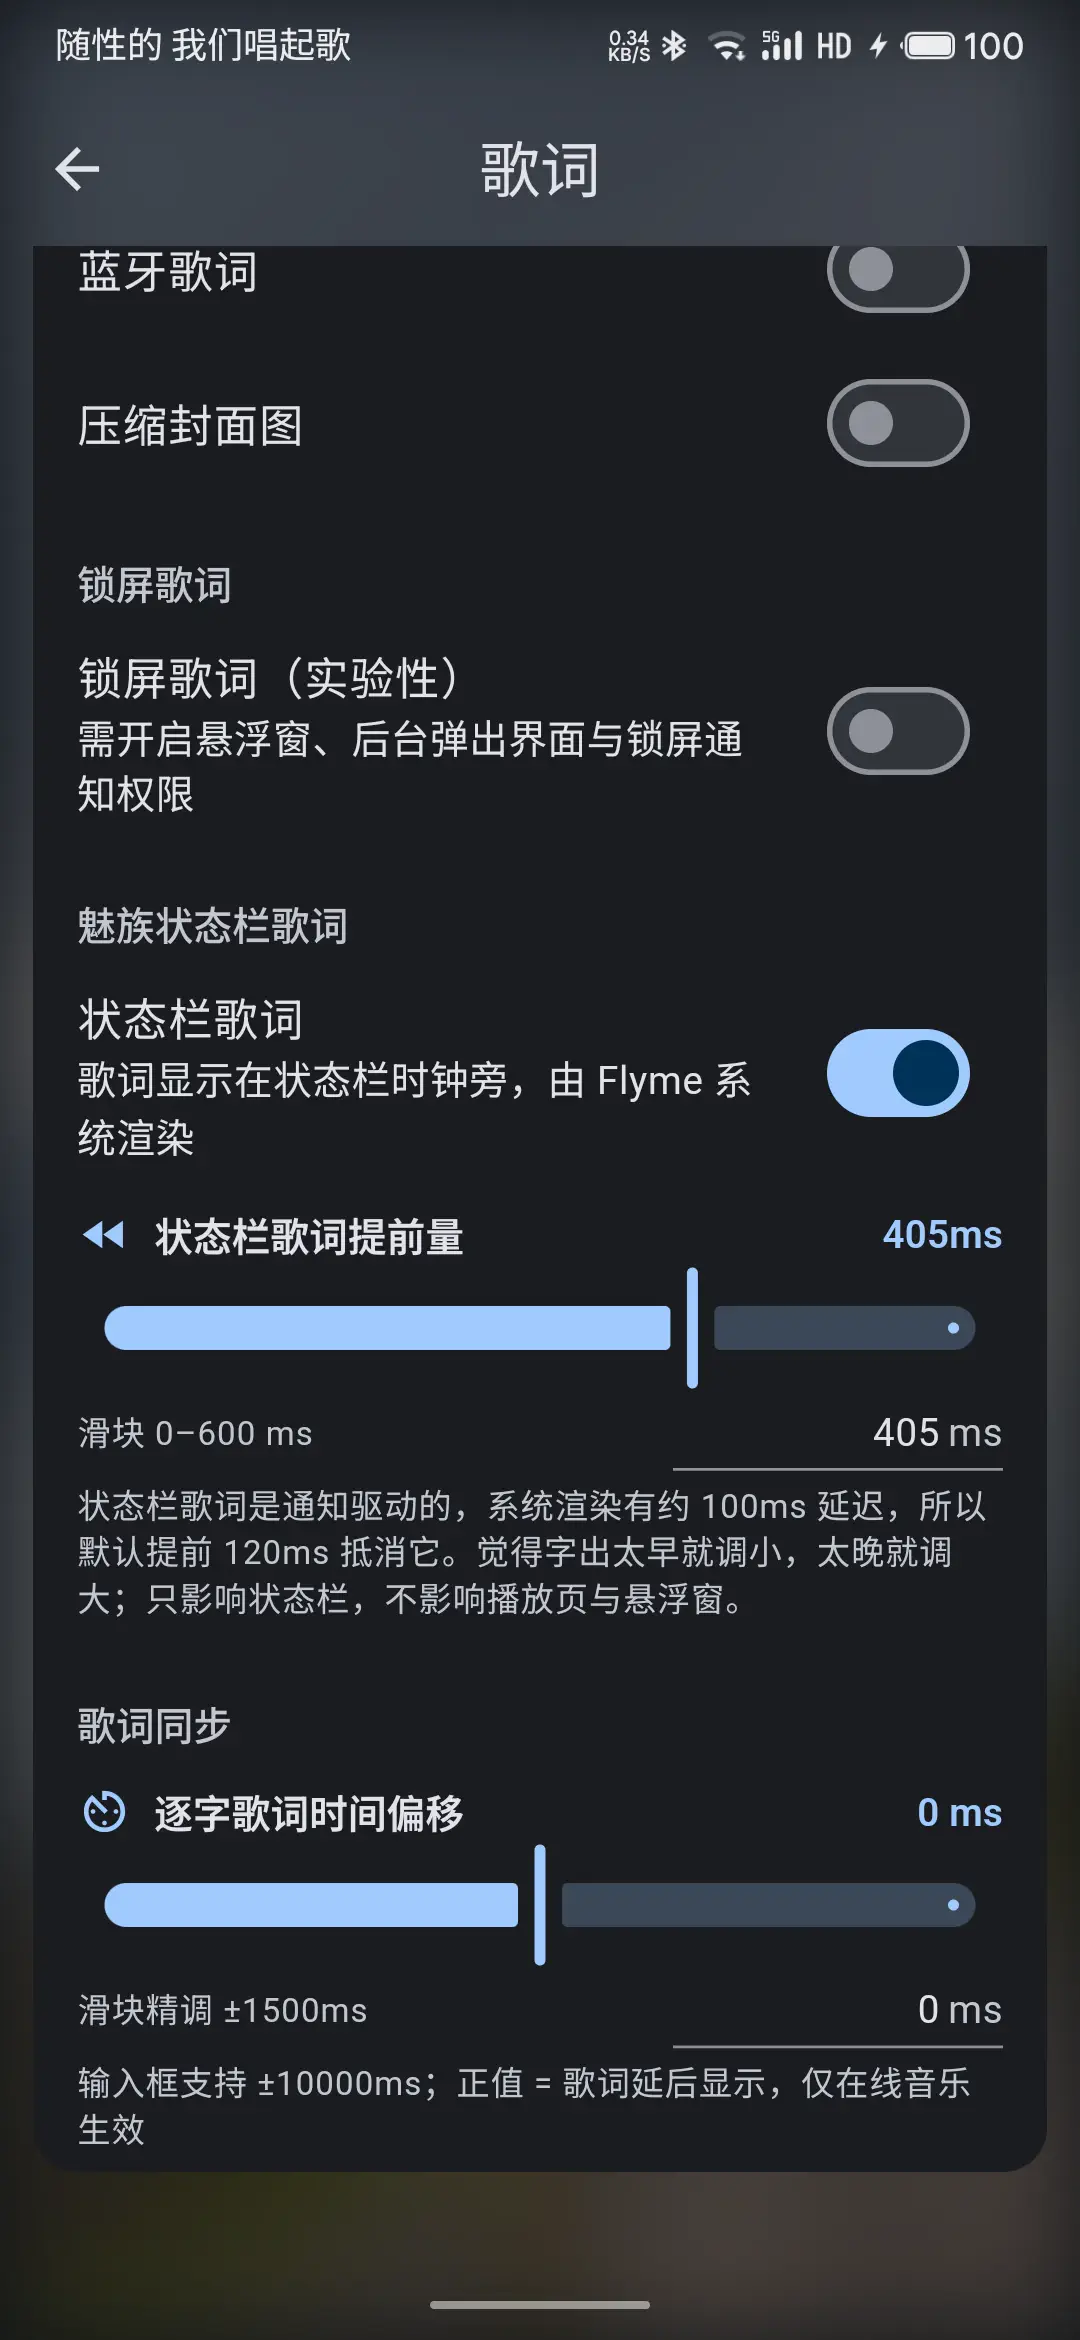 随性的 我们唱起歌
0.34 KB/S 5G HD 100
歌词
蓝牙歌词
压缩封面图
锁屏歌词
锁屏歌词（实验性）
需开启悬浮窗、后台弹出界面与锁屏通
知权限
魅族状态栏歌词
状态栏歌词
歌词显示在状态栏时钟旁，由 Flyme 系
统渲染
状态栏歌词提前量
405ms
滑块 0–600 ms
405 ms
状态栏歌词是通知驱动的，系统渲染有约 100ms 延迟，所以
默认提前 120ms 抵消它。觉得字出太早就调小，太晚就调
大；只影响状态栏，不影响播放页与悬浮窗。
歌词同步
逐字歌词时间偏移
0 ms
滑块精调 ±1500ms
0 ms
输入框支持 ±10000ms；正值 = 歌词延后显示，仅在线音乐
生效